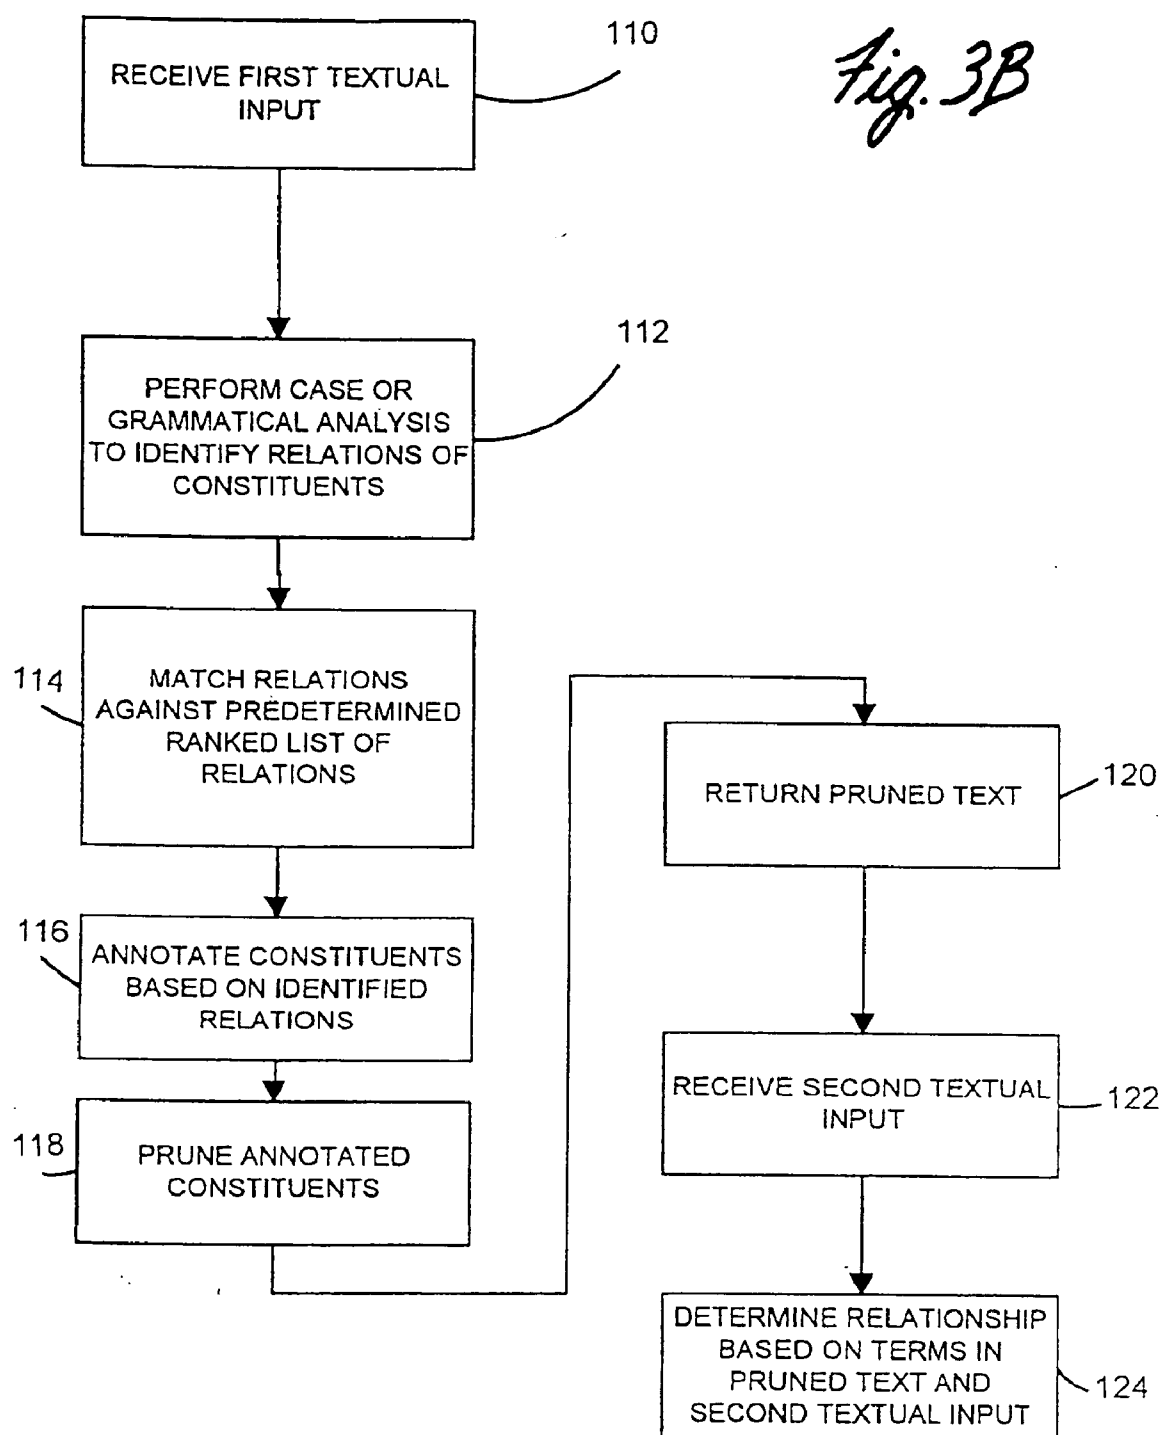 110
Fig. 3B
RECEIVE FIRST TEXTUAL
INPUT
112
PERFORM CASE OR
GRAMMATICAL ANALYSIS
TO IDENTIFY RELATIONS OF
CONSTITUENTS
114
MATCH RELATIONS
AGAINST PREDETERMINED
RANKED LIST OF
RELATIONS
116
ANNOTATE CONSTITUENTS
BASED ON IDENTIFIED
RELATIONS
118
PRUNE ANNOTATED
CONSTITUENTS
RETURN PRUNED TEXT
120
RECEIVE SECOND TEXTUAL
INPUT
122
DETERMINE RELATIONSHIP
BASED ON TERMS IN
PRUNED TEXT AND
SECOND TEXTUAL INPUT
124